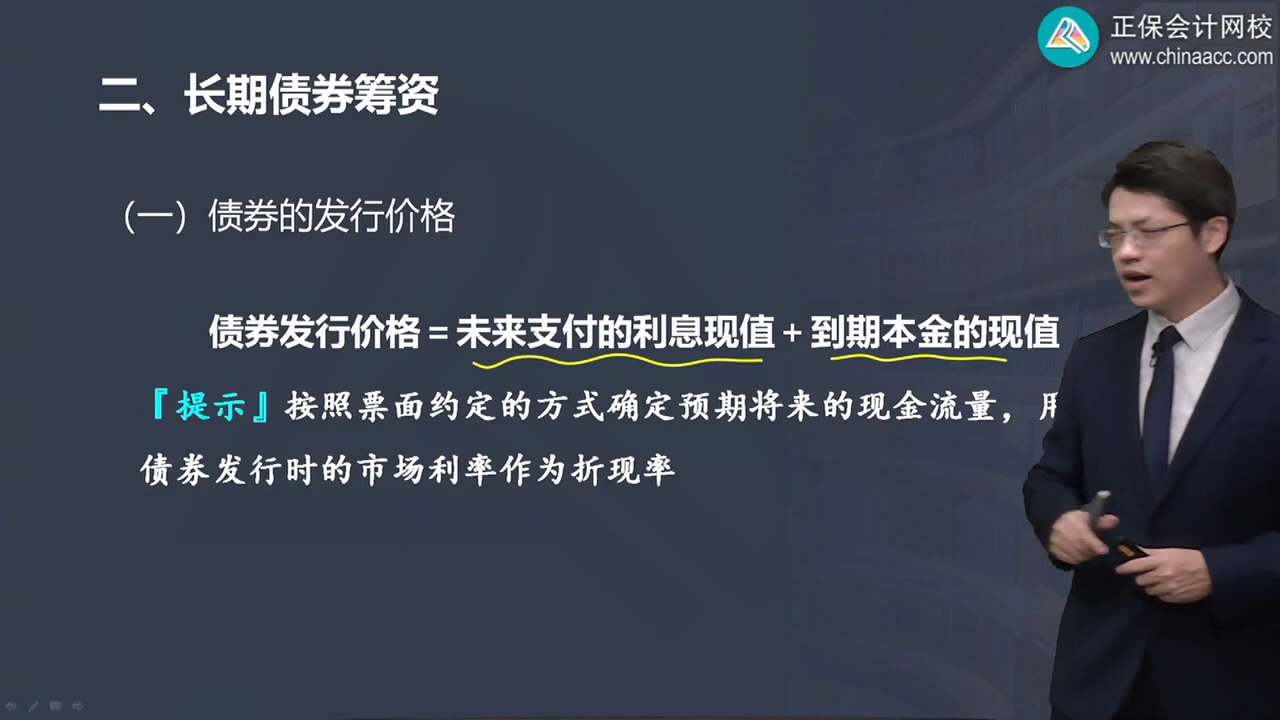 正保会计网校
www.chinaacc.com
二、长期债券筹资
（一）债券的发行价格
债券发行价格＝未来支付的利息现值＋到期本金的现值
『提示』按照票面约定的方式确定预期将来的现金流量，用
债券发行时的市场利率作为折现率